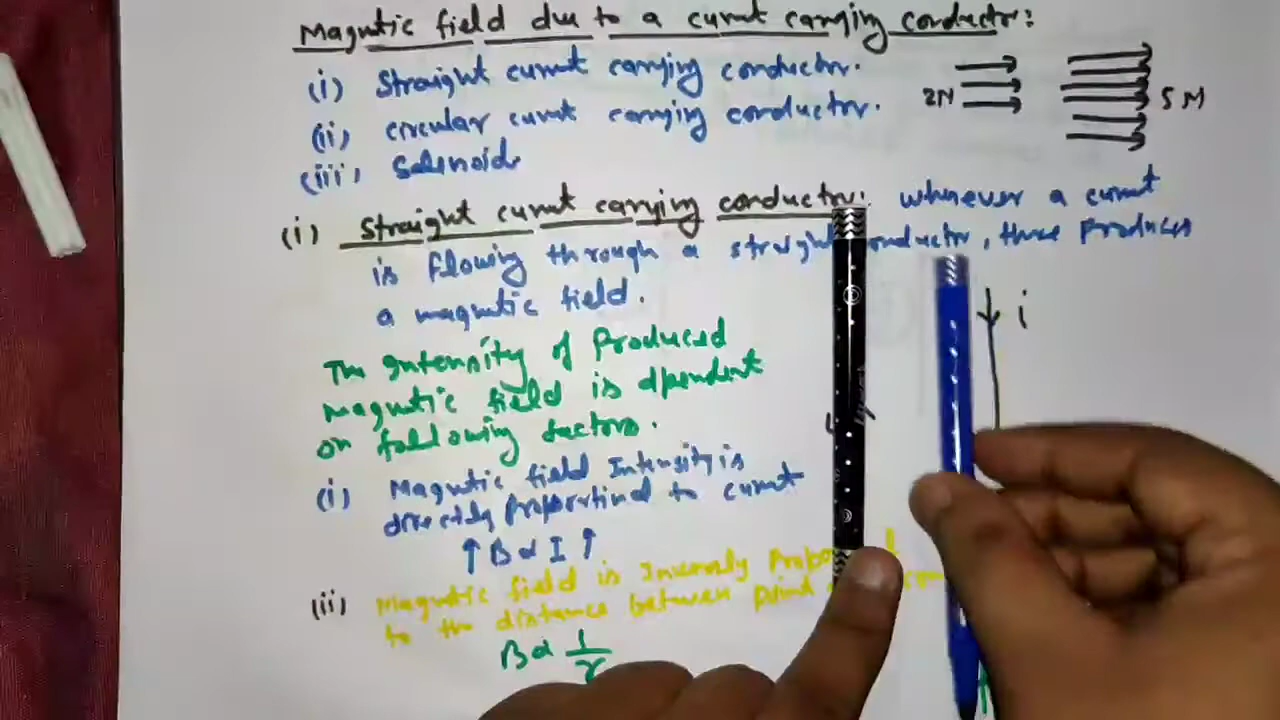 Magnetic field due to a current carrying conductor:
(i) Straight current carrying conductor.
(ii) circular current carrying conductor.
(iii) Solenoid
2N
5 M
(i) Straight current carrying conductor: whenever a current
is flowing through a straight conductor, there produces
a magnetic field.
i
The Intensity of Produced
Magnetic field is dpendent
on following factors.
(i) Magnetic field Intensity is
directly proportional to current
↑ B ∝ I ↑
(ii) Magnetic field is Inversely
to the distance between point
B ∝ 1/r